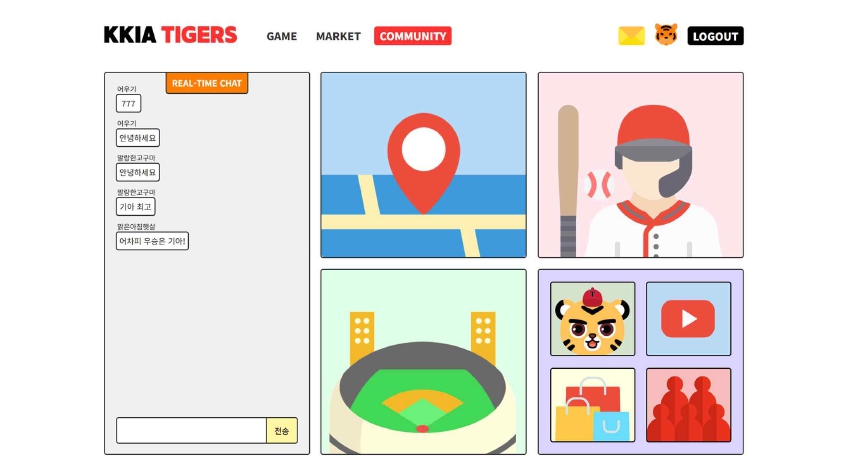 KKIA TIGERS
GAME MARKET COMMUNITY
LOGOUT
REAL-TIME CHAT
어우기
777
어우기
안녕하세요
말랑한고구마
안녕하세요
말랑한고구마
기아 최고
맑은아침햇살
어차피 우승은 기아!
전송